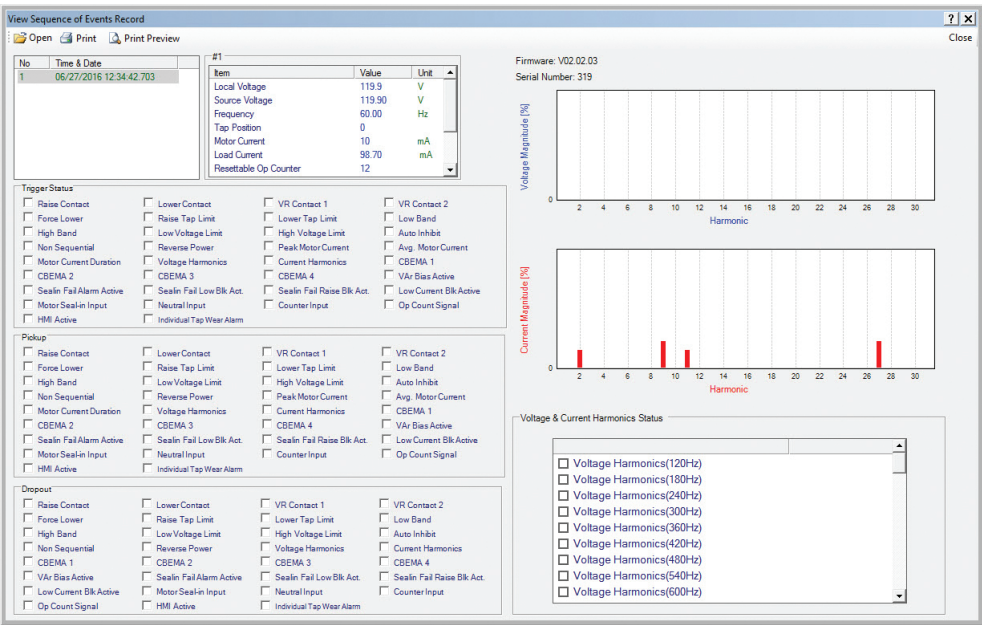 View Sequence of Events Record
Open Print Print Preview Close
No Time & Date
1 06/27/2016 12:34:42.703
#1
Item Value Unit
Local Voltage 119.9 V
Source Voltage 119.90 V
Frequency 60.00 Hz
Tap Position 0
Motor Current 10 mA
Load Current 98.70 mA
Resettable Op Counter 12
Firmware: V02.02.03
Serial Number: 319
Voltage Magnitude [%]
0
2 4 6 8 10 12 14 16 18 20 22 24 26 28 30
Harmonic
Current Magnitude [%]
0
2 4 6 8 10 12 14 16 18 20 22 24 26 28 30
Harmonic
Trigger Status
Raise Contact Lower Contact VR Contact 1 VR Contact 2
Force Lower Raise Tap Limit Lower Tap Limit Low Band
High Band Low Voltage Limit High Voltage Limit Auto Inhibit
Non Sequential Reverse Power Peak Motor Current Avg. Motor Current
Motor Current Duration Voltage Harmonics Current Harmonics CBEMA 1
CBEMA 2 CBEMA 3 CBEMA 4 VAr Bias Active
Sealin Fail Alarm Active Sealin Fail Low Blk Act. Sealin Fail Raise Blk Act. Low Current Blk Active
Motor Seal-in Input Neutral Input Counter Input Op Count Signal
HMI Active Individual Tap Wear Alarm
Pickup
Raise Contact Lower Contact VR Contact 1 VR Contact 2
Force Lower Raise Tap Limit Lower Tap Limit Low Band
High Band Low Voltage Limit High Voltage Limit Auto Inhibit
Non Sequential Reverse Power Peak Motor Current Avg. Motor Current
Motor Current Duration Voltage Harmonics Current Harmonics CBEMA 1
CBEMA 2 CBEMA 3 CBEMA 4 VAr Bias Active
Sealin Fail Alarm Active Sealin Fail Low Blk Act. Sealin Fail Raise Blk Act. Low Current Blk Active
Motor Seal-in Input Neutral Input Counter Input Op Count Signal
HMI Active Individual Tap Wear Alarm
Dropout
Raise Contact Lower Contact VR Contact 1 VR Contact 2
Force Lower Raise Tap Limit Lower Tap Limit Low Band
High Band Low Voltage Limit High Voltage Limit Auto Inhibit
Non Sequential Reverse Power Voltage Harmonics Current Harmonics
CBEMA 1 CBEMA 2 CBEMA 3 CBEMA 4
VAr Bias Active Sealin Fail Alarm Active Sealin Fail Low Blk Act. Sealin Fail Raise Blk Act.
Low Current Blk Active Motor Seal-in Input Neutral Input Counter Input
Op Count Signal HMI Active Individual Tap Wear Alarm
Voltage & Current Harmonics Status
Voltage Harmonics(120Hz)
Voltage Harmonics(180Hz)
Voltage Harmonics(240Hz)
Voltage Harmonics(300Hz)
Voltage Harmonics(360Hz)
Voltage Harmonics(420Hz)
Voltage Harmonics(480Hz)
Voltage Harmonics(540Hz)
Voltage Harmonics(600Hz)